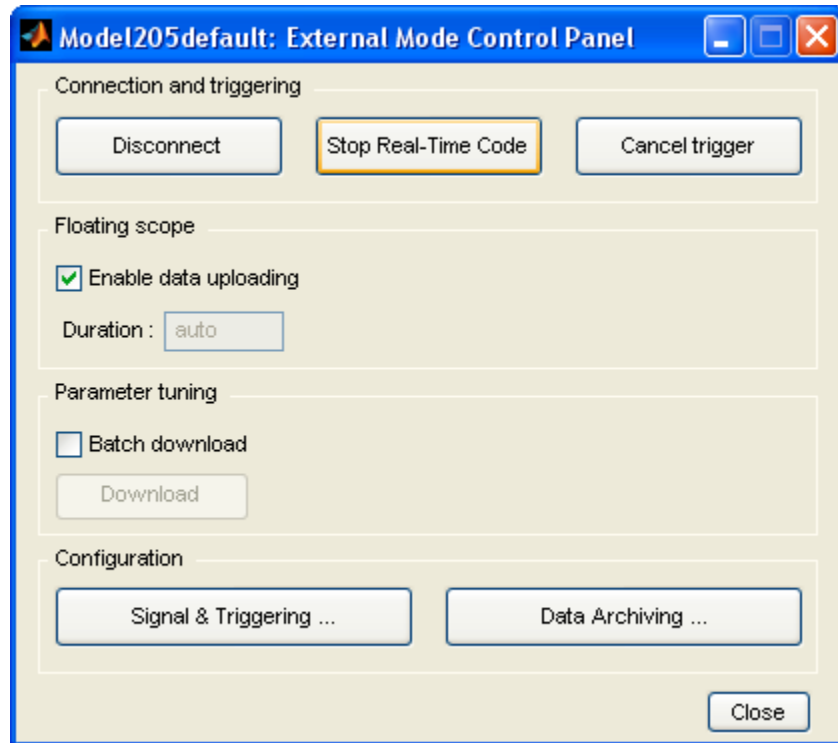 Model205default: External Mode Control Panel
Connection and triggering
Disconnect Stop Real-Time Code Cancel trigger
Floating scope
Enable data uploading
Duration : auto
Parameter tuning
Batch download
Download
Configuration
Signal & Triggering ... Data Archiving ...
Close